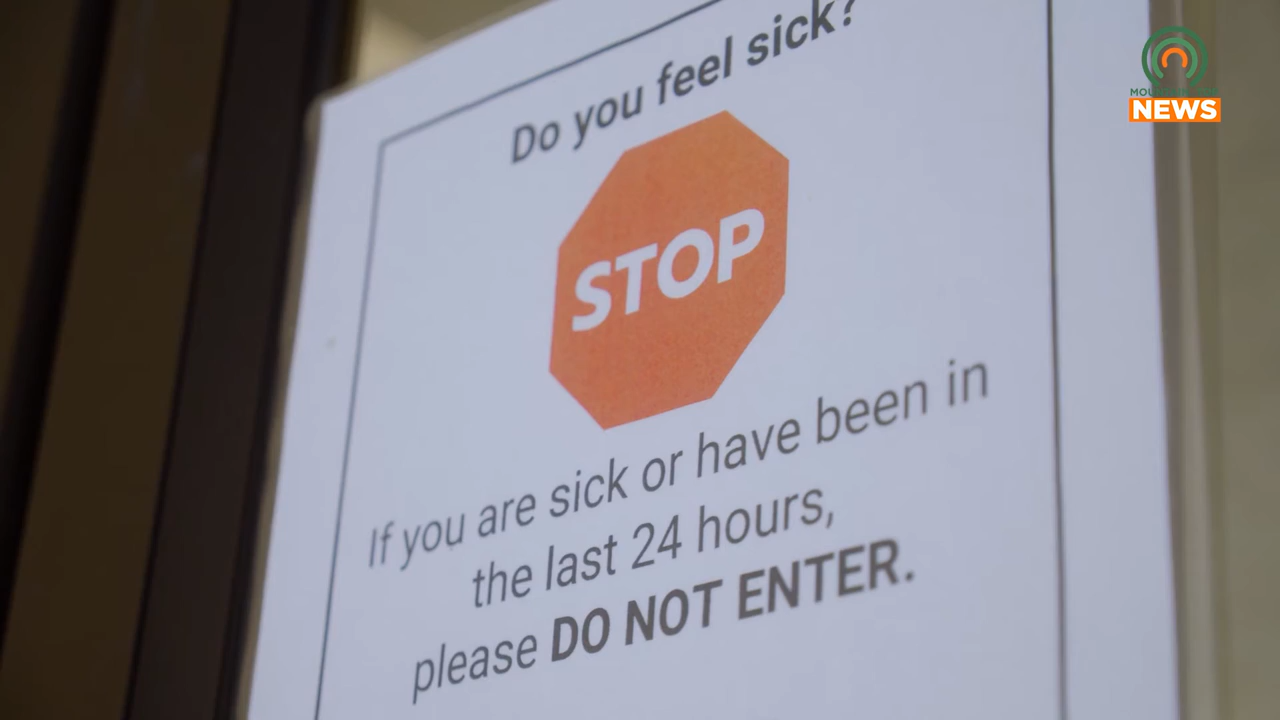 Do you feel sick?
STOP
If you are sick or have been in
the last 24 hours,
please DO NOT ENTER.
NEWS